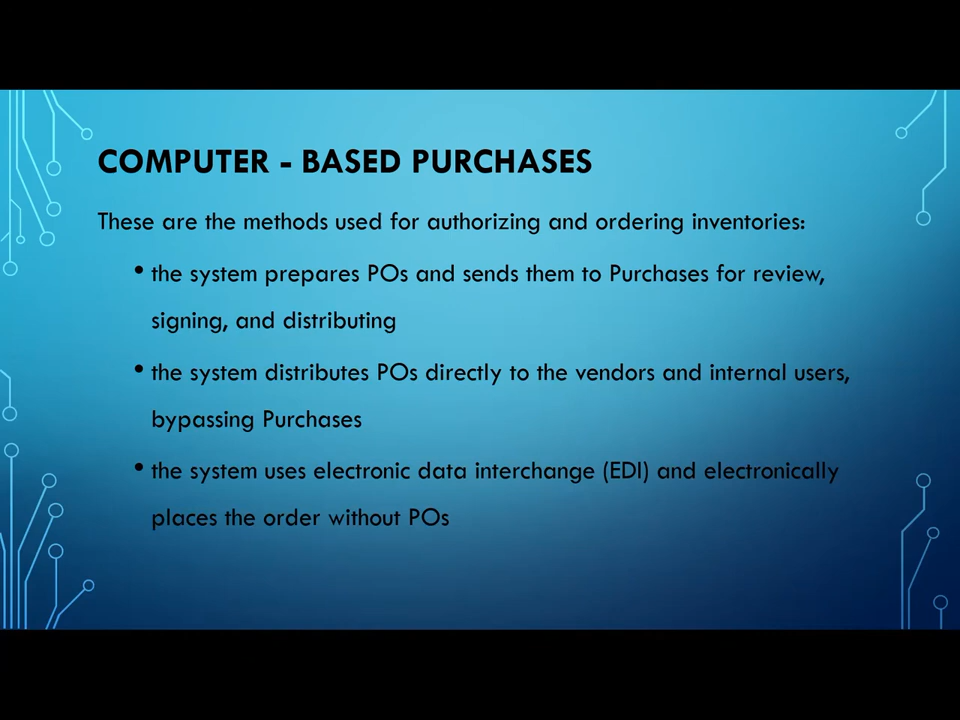 COMPUTER - BASED PURCHASES
These are the methods used for authorizing and ordering inventories:
• the system prepares POs and sends them to Purchases for review,
signing, and distributing
• the system distributes POs directly to the vendors and internal users,
bypassing Purchases
• the system uses electronic data interchange (EDI) and electronically
places the order without POs